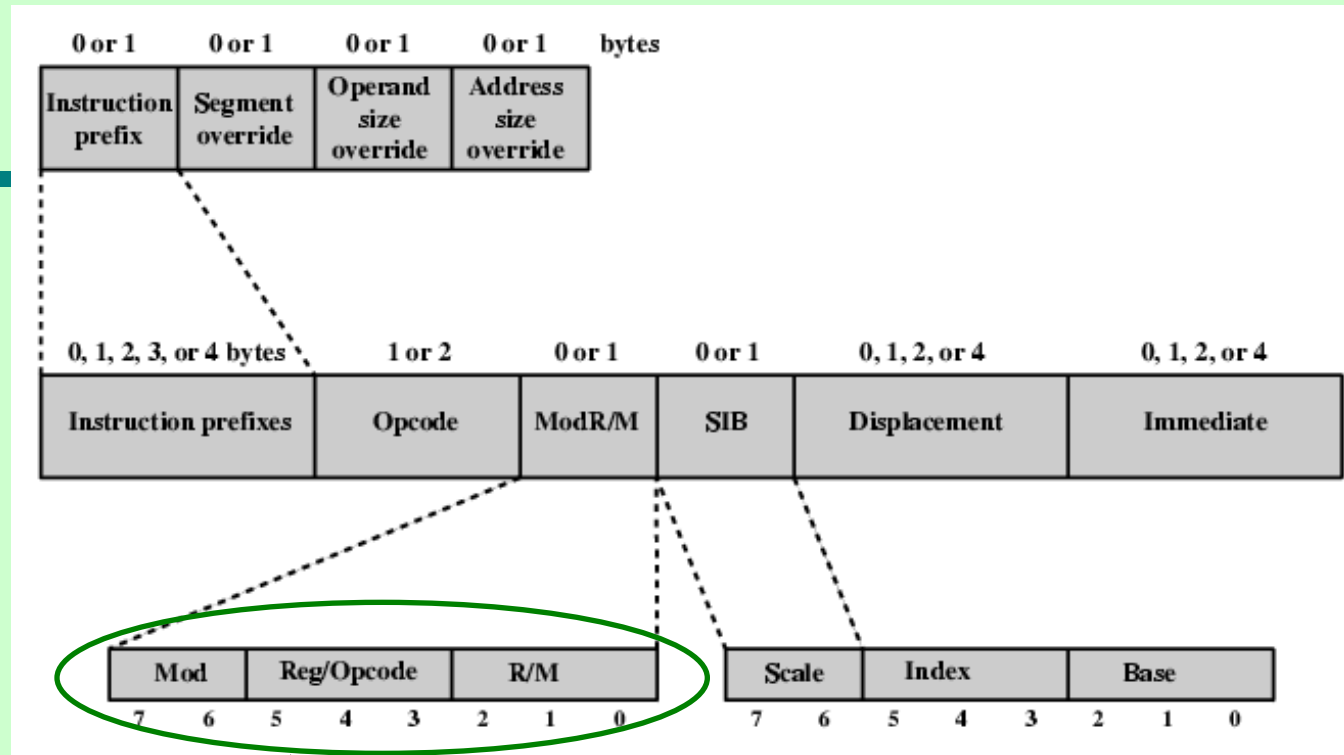 0 or 1 0 or 1 0 or 1 0 or 1 bytes
Instruction prefix Segment override Operand size override Address size override
0, 1, 2, 3, or 4 bytes 1 or 2 0 or 1 0 or 1 0, 1, 2, or 4 0, 1, 2, or 4
Instruction prefixes Opcode ModR/M SIB Displacement Immediate
Mod Reg/Opcode R/M Scale Index Base
7 6 5 4 3 2 1 0 7 6 5 4 3 2 1 0